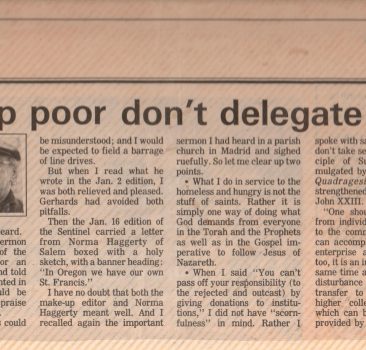 p poor don't delegate
eard.
ermon
of the
or as
nd told
nted in
uld be
praise
.
s could
be misunderstood; and I would
be expected to field a barrage
of line drives.
But when I read what he
wrote in the Jan. 2 edition, I
was both relieved and pleased.
Gerhards had avoided both
pitfalls.
Then the Jan. 16 edition of
the Sentinel carried a letter
from Norma Haggerty of
Salem boxed with a holy
sketch, with a banner heading:
"In Oregon we have our own
St. Francis."
I have no doubt that both the
make-up editor and Norma
Haggerty meant well. And I
recalled again the important
sermon I had heard in a parish
church in Madrid and sighed
ruefully. So let me clear up two
points.
• What I do in service to the
homeless and hungry is not the
stuff of saints. Rather it is
simply one way of doing what
God demands from everyone
in the Torah and the Prophets
as well as in the Gospel im-
perative to follow Jesus of
Nazareth.
• When I said "You can't
pass off your responsibility (to
the rejected and outcast) by
giving donations to institu-
tions," I did not have "scorn-
fulness" in mind. Rather I
spoke with sa
don't take se
ciple of Su
mulgated by
Quadragesi
strengthene
John XXIII.
"One shou
from individ
to the comm
can accomp
enterprise a
too, it is an in
same time a
disturbance
transfer to
higher collec
which can b
provided by